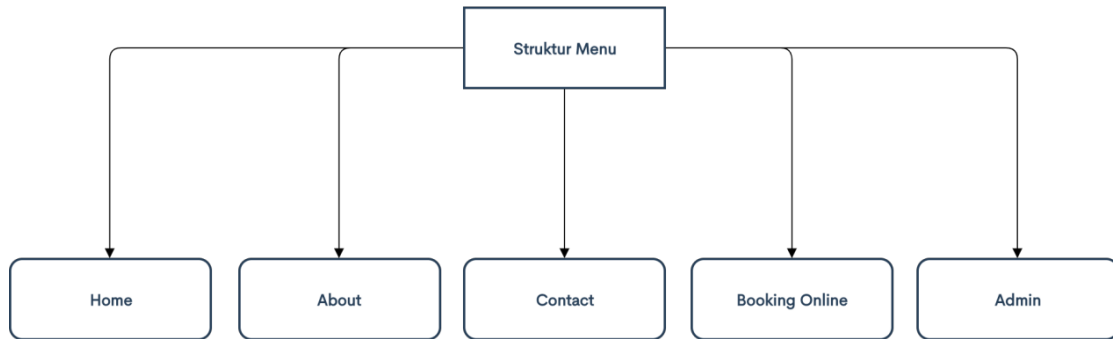 Struktur Menu
Home
About
Contact
Booking Online
Admin